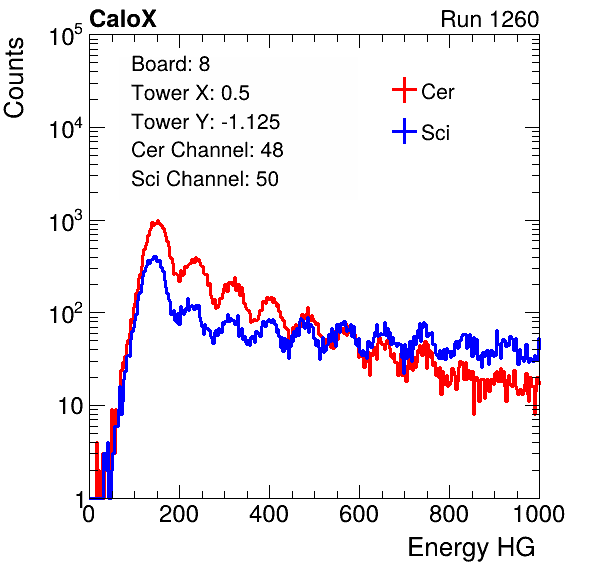 CaloX Run 1260
Counts
10^5
10^4
10^3
10^2
10
1
Board: 8
Tower X: 0.5
Tower Y: -1.125
Cer Channel: 48
Sci Channel: 50
Cer
Sci
0 200 400 600 800 1000
Energy HG